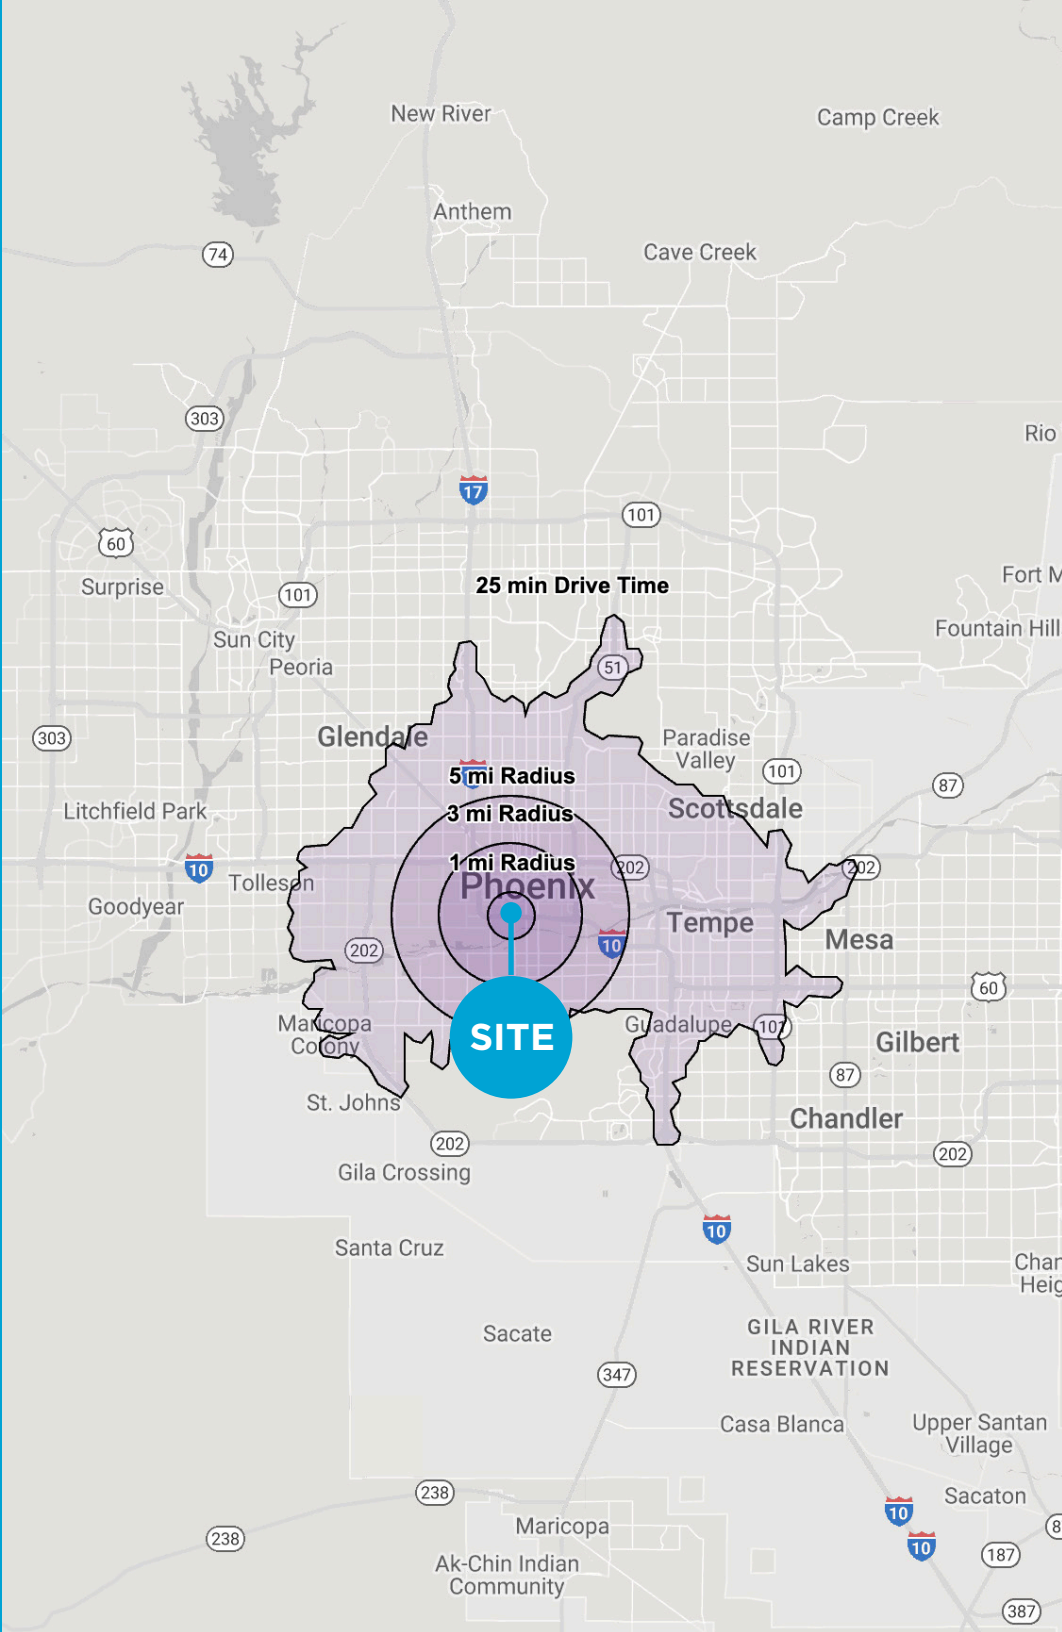 New River
Camp Creek
Anthem
Cave Creek
74
303
Rio
17
101
60
Surprise
25 min Drive Time
Fort M
101
Sun City
Fountain Hill
Peoria
51
303
Glendale
Paradise
Valley
5 mi Radius
101
87
3 mi Radius
Scottsdale
Litchfield Park
1 mi Radius
10
202
202
Tolleson
Phoenix
Goodyear
Tempe
10
Mesa
202
60
Maricopa
Colony
SITE
Guadalupe
101
Gilbert
87
St. Johns
Chandler
202
202
Gila Crossing
10
Santa Cruz
Sun Lakes
Chan
Heig
Sacate
GILA RIVER
INDIAN
RESERVATION
347
Casa Blanca
Upper Santan
Village
238
Sacaton
10
Maricopa
8
238
10
187
Ak-Chin Indian
Community
387